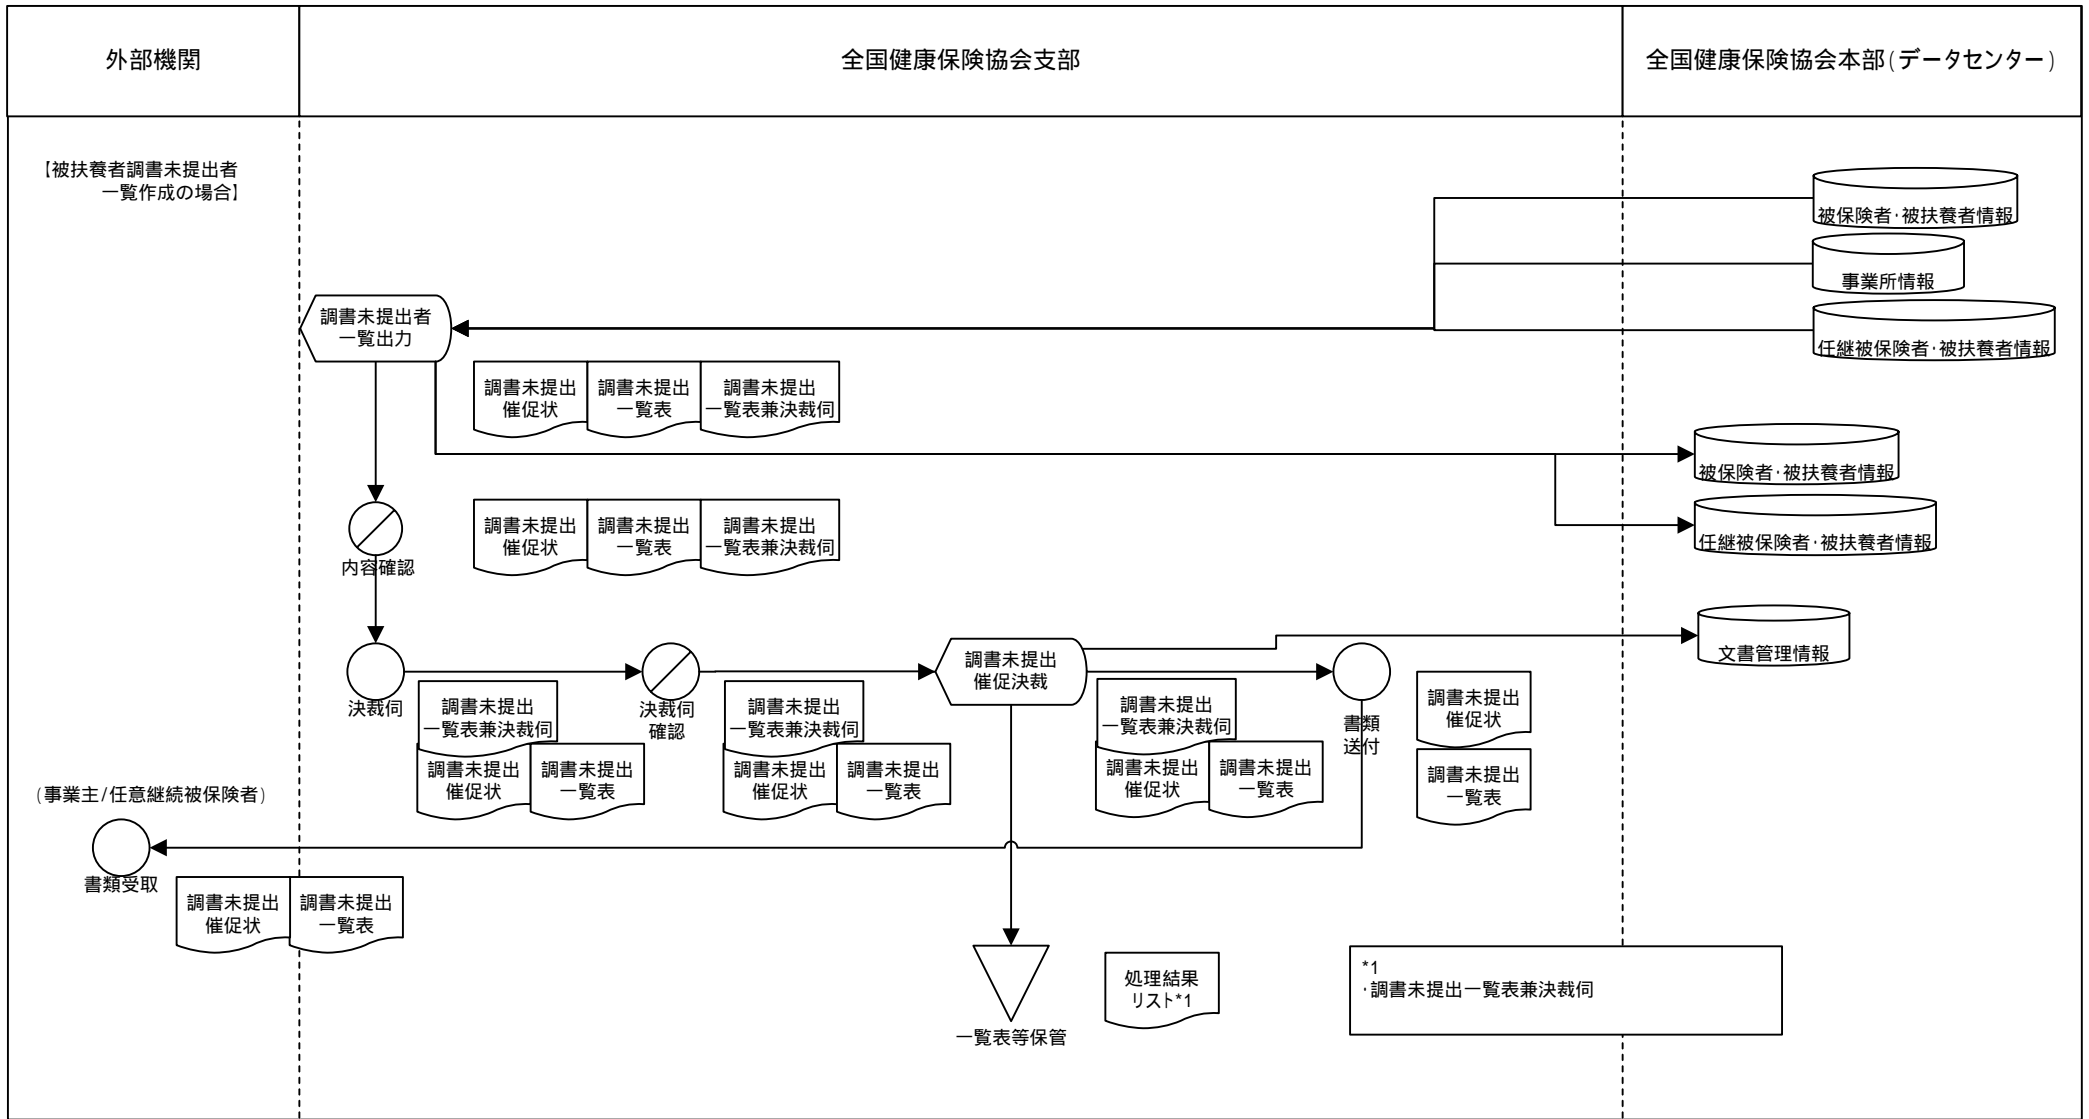 外部機関
全国健康保険協会支部
全国健康保険協会本部(データセンター)
【被扶養者調書未提出者
一覧作成の場合】
被保険者・被扶養者情報
事業所情報
任継被保険者・被扶養者情報
調書未提出者
一覧出力
調書未提出
催促状
調書未提出
一覧表
調書未提出
一覧表兼決裁伺
被保険者・被扶養者情報
任継被保険者・被扶養者情報
内容確認
調書未提出
催促状
調書未提出
一覧表
調書未提出
一覧表兼決裁伺
文書管理情報
決裁伺
調書未提出
一覧表兼決裁伺
調書未提出
催促状
調書未提出
一覧表
決裁伺
確認
調書未提出
一覧表兼決裁伺
調書未提出
催促状
調書未提出
一覧表
調書未提出
催促決裁
調書未提出
一覧表兼決裁伺
調書未提出
催促状
調書未提出
一覧表
書類
送付
調書未提出
催促状
調書未提出
一覧表
(事業主/任意継続被保険者)
書類受取
調書未提出
催促状
調書未提出
一覧表
一覧表等保管
処理結果
リスト*1
*1
・調書未提出一覧表兼決裁伺